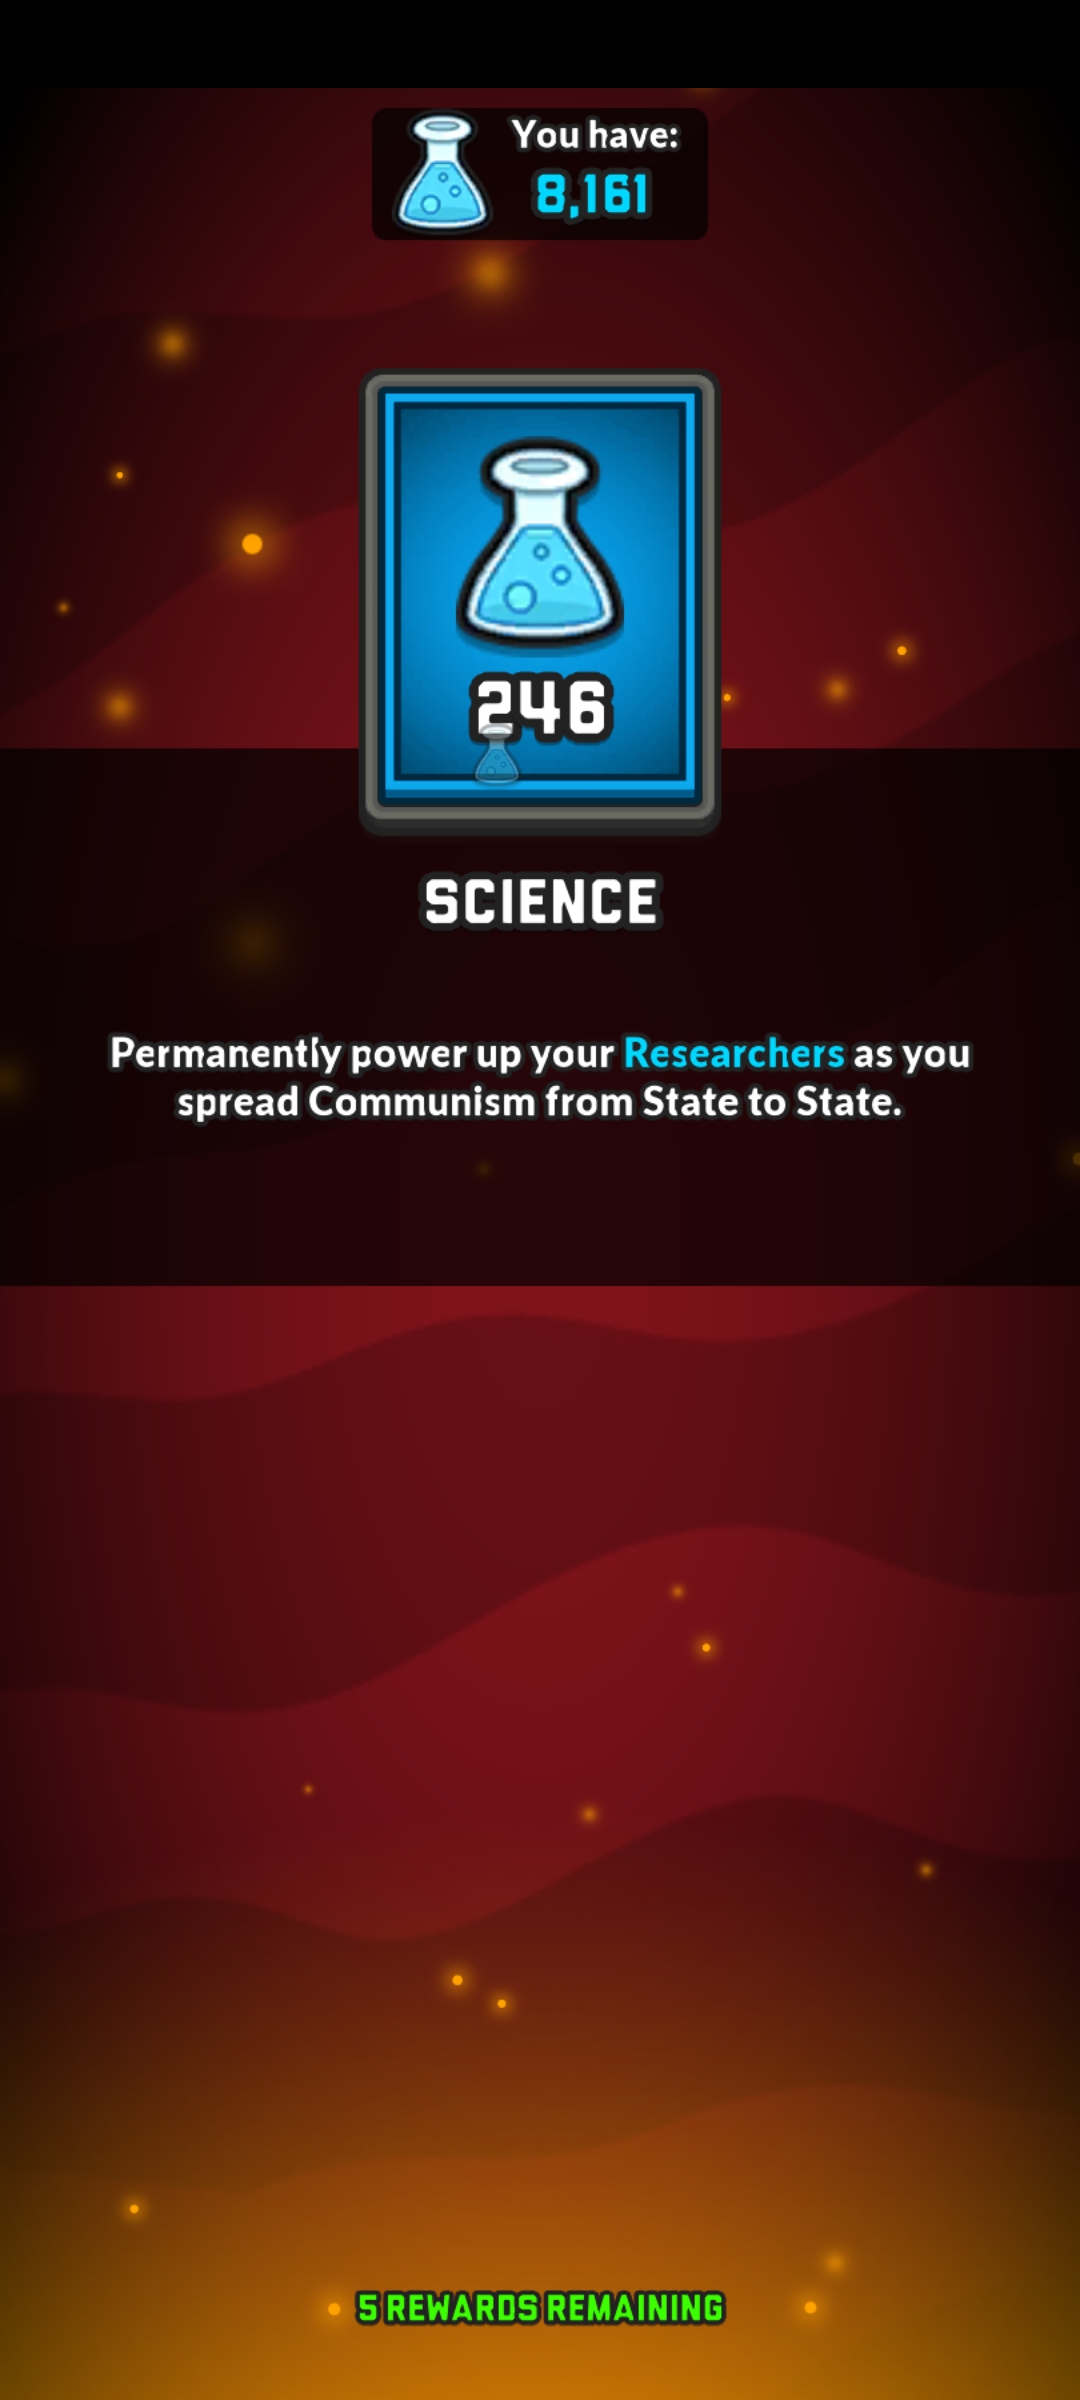 You have:
8,161
246
SCIENCE
Permanently power up your Researchers as you
spread Communism from State to State.
5 REWARDS REMAINING